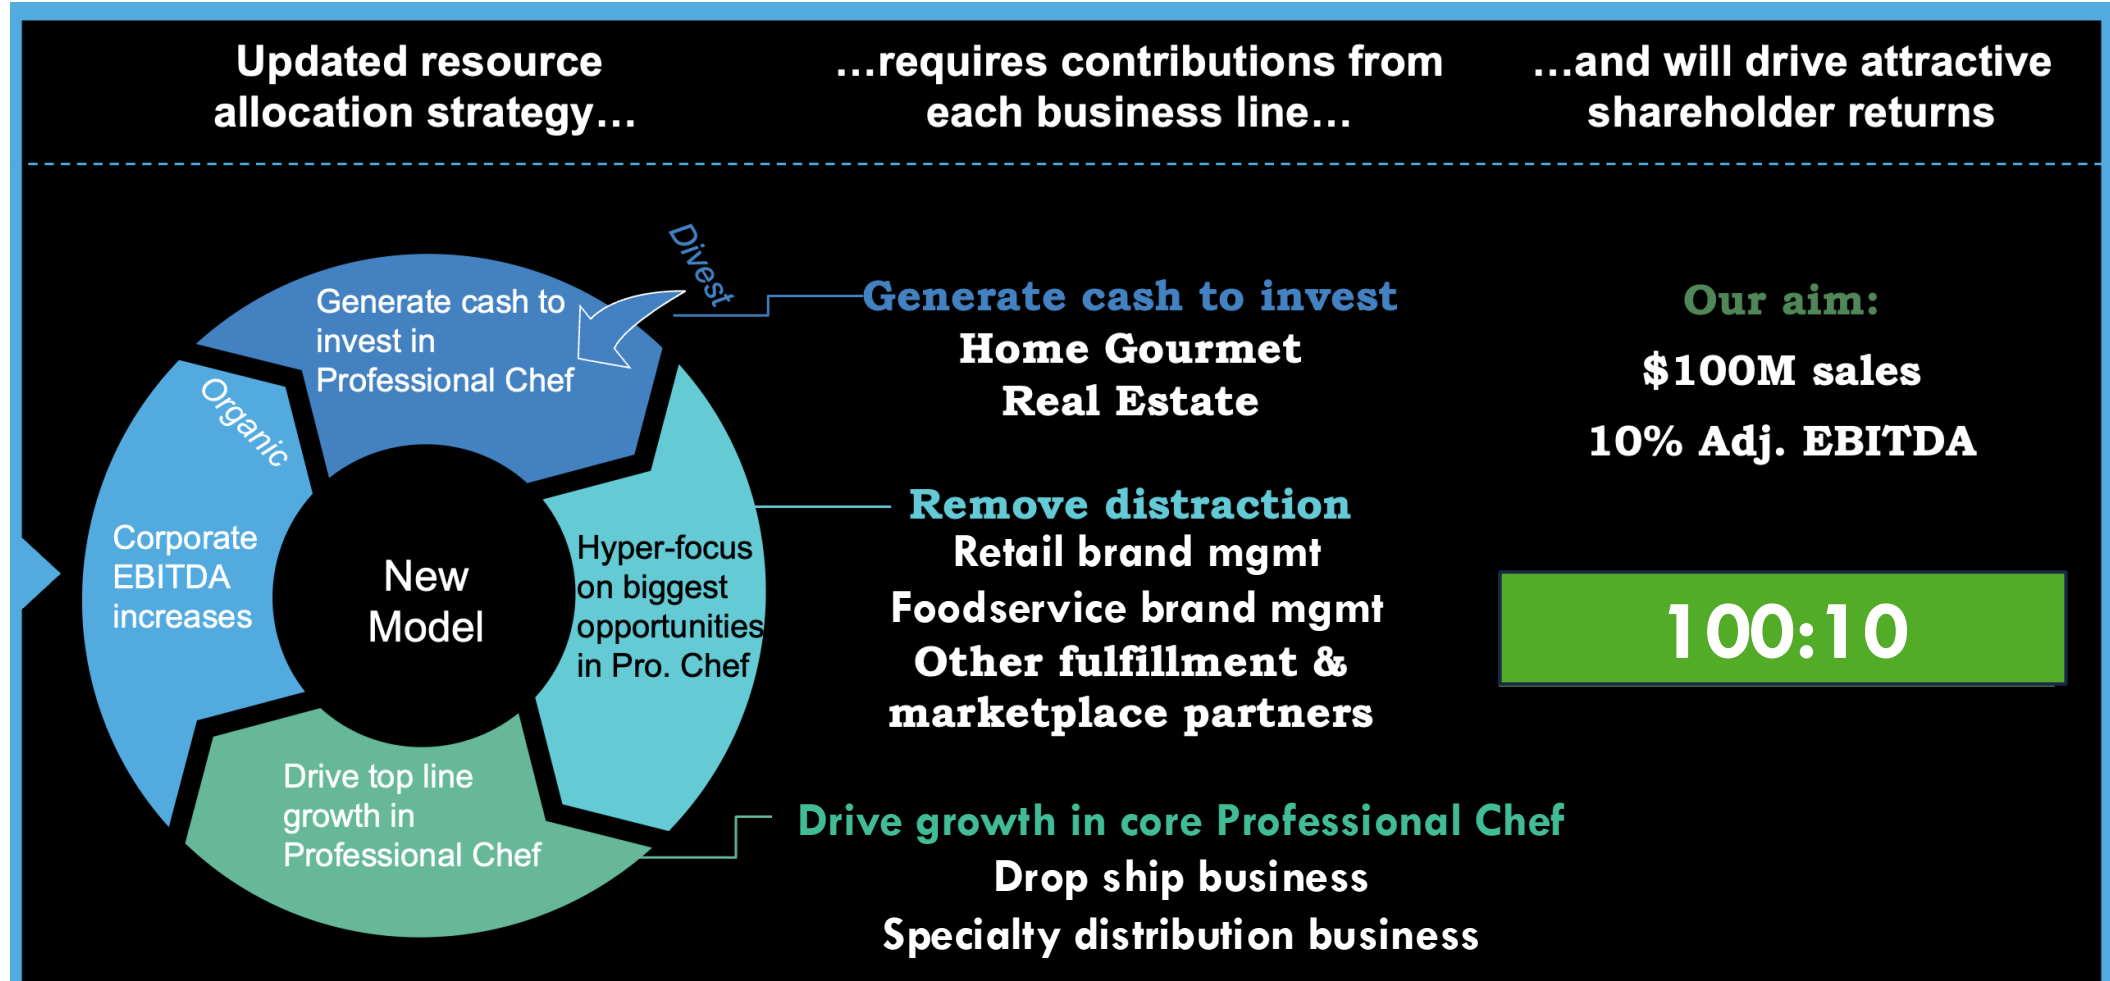 Updated resource
allocation strategy…
…requires contributions from
each business line…
…and will drive attractive
shareholder returns
Divest
Generate cash to
invest in
Professional Chef
Organic
Corporate
EBITDA
increases
New
Model
Hyper-focus
on biggest
opportunities
in Pro. Chef
Drive top line
growth in
Professional Chef
Generate cash to invest
Home Gourmet
Real Estate
Remove distraction
Retail brand mgmt
Foodservice brand mgmt
Other fulfillment &
marketplace partners
Drive growth in core Professional Chef
Drop ship business
Specialty distribution business
Our aim:
$100M sales
10% Adj. EBITDA
100:10